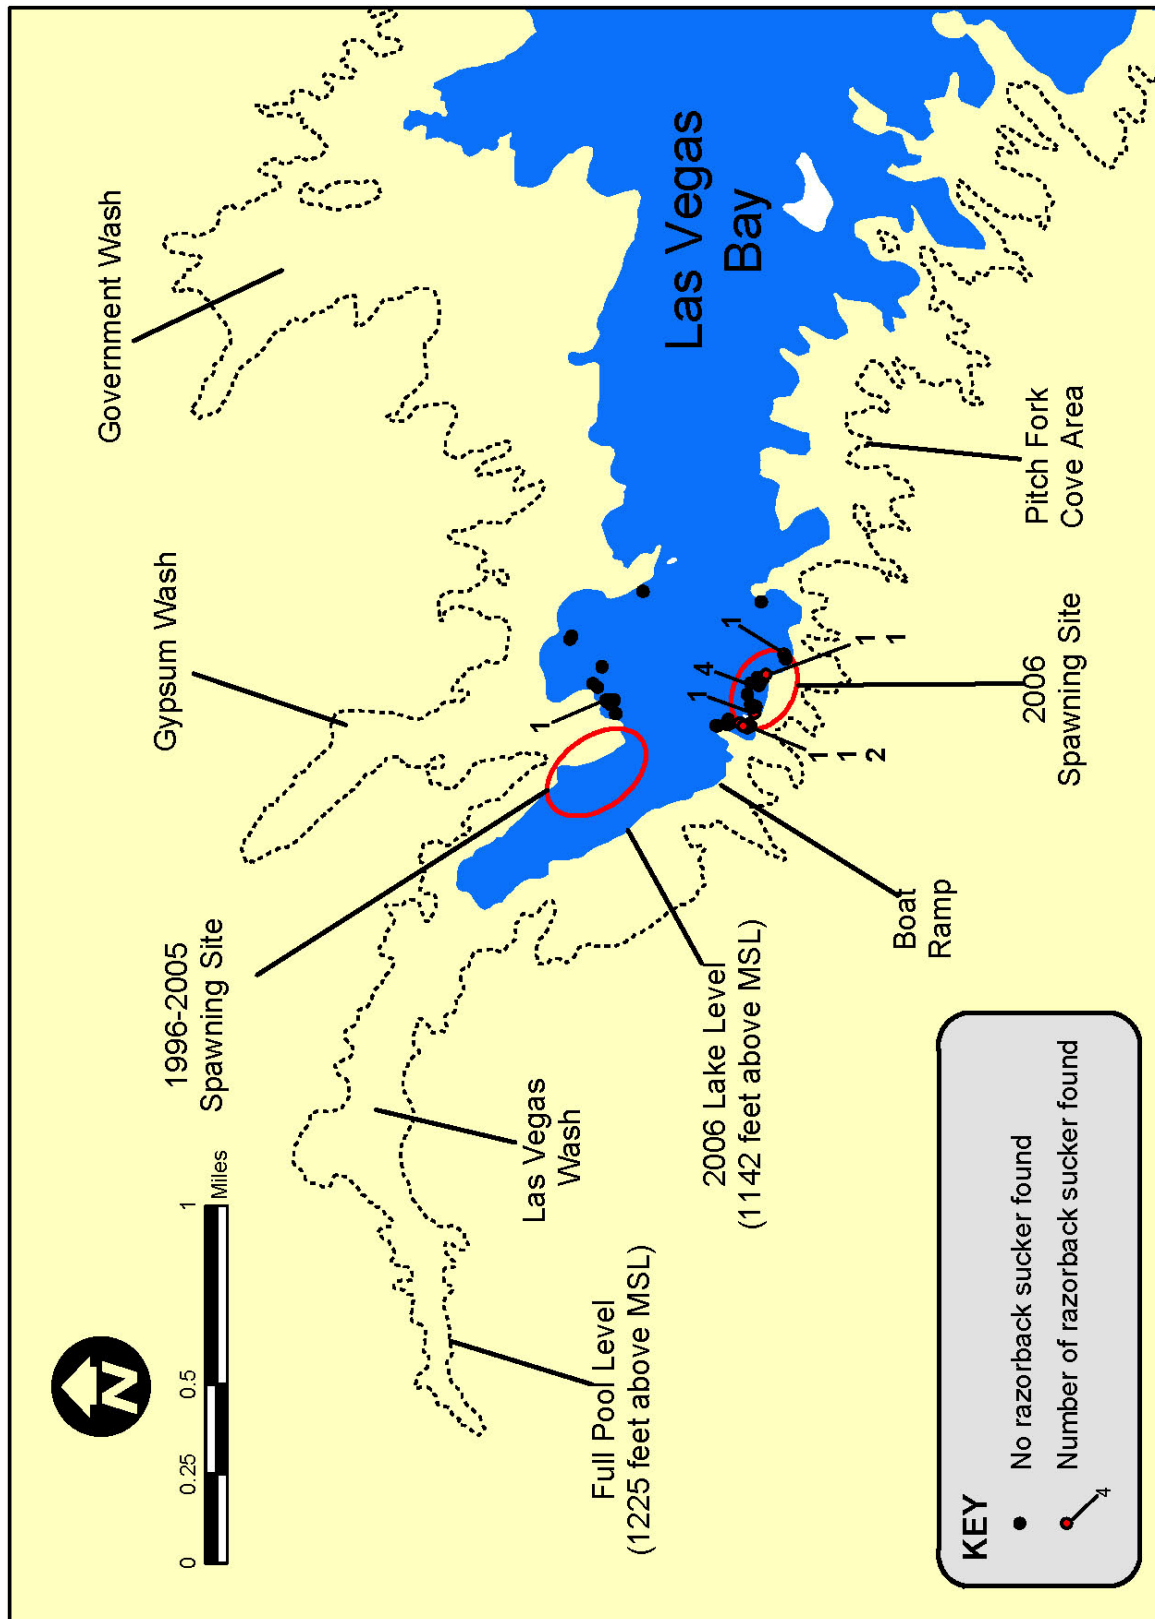 Government Wash
Gypsum Wash
1996-2005
Spawning Site
Las Vegas
Bay
Las Vegas
Wash
Full Pool Level
(1225 feet above MSL)
2006 Lake Level
(1142 feet above MSL)
Boat
Ramp
2006
Spawning Site
Pitch Fork
Cove Area
1
1
4
1
1
1
2
1
1
N
0
0.25
0.5
1
Miles
KEY
No razorback sucker found
Number of razorback sucker found
4